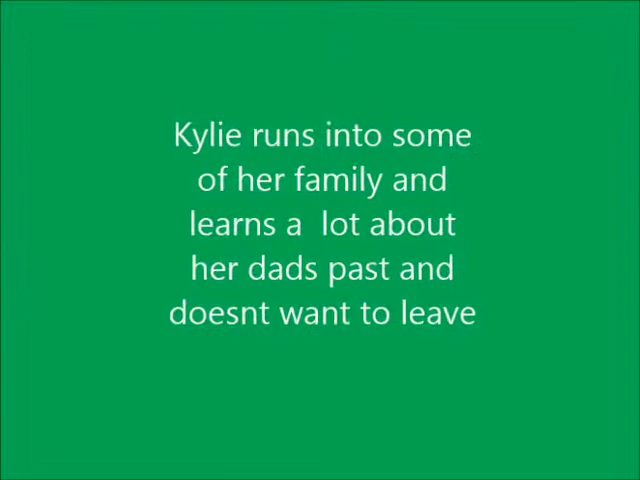 Kylie runs into some
of her family and
learns a  lot about
her dads past and
doesnt want to leave